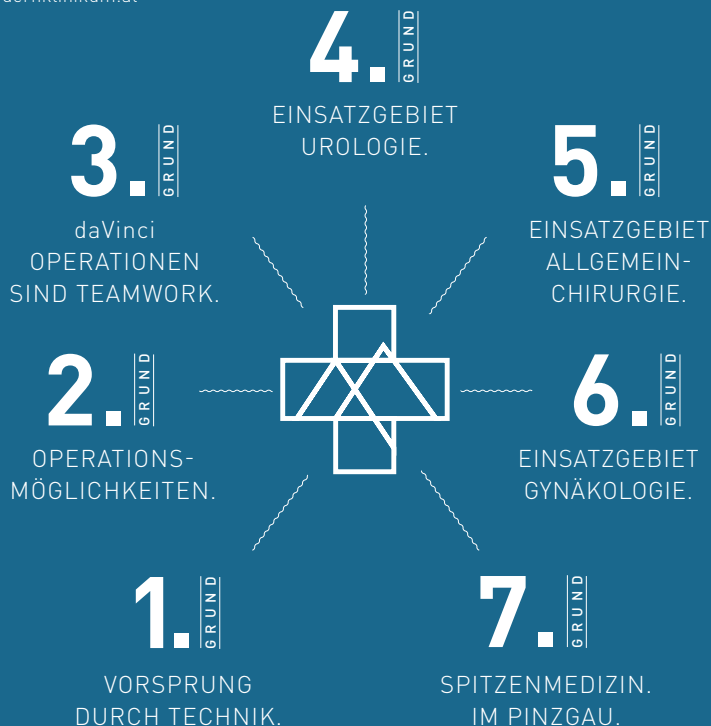 4. GRUND
EINSATZGEBIET
UROLOGIE.
3. GRUND
daVinci
OPERATIONEN
SIND TEAMWORK.
5. GRUND
EINSATZGEBIET
ALLGEMEIN-
CHIRURGIE.
2. GRUND
OPERATIONS-
MÖGLICHKEITEN.
6. GRUND
EINSATZGEBIET
GYNÄKOLOGIE.
1. GRUND
VORSPRUNG
DURCH TECHNIK.
7. GRUND
SPITZENMEDIZIN.
IM PINZGAU.